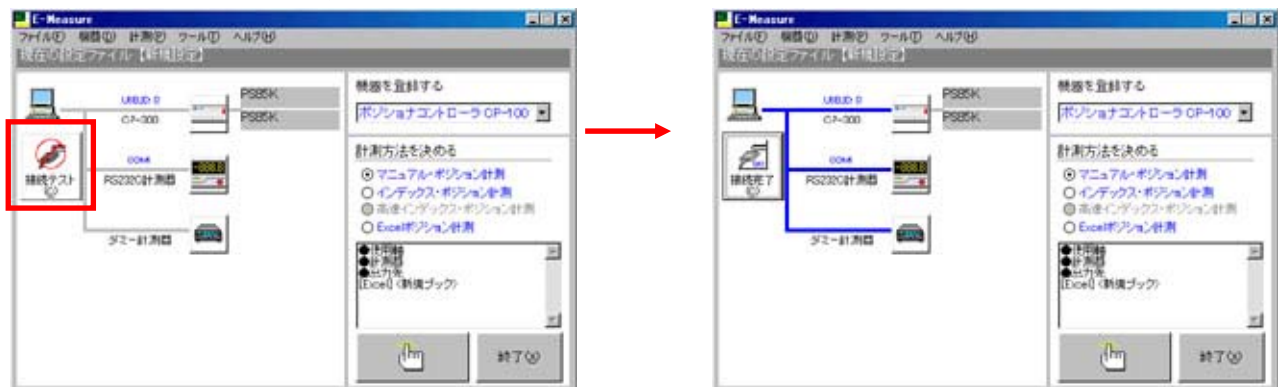 E-Measure
ファイル(F) 機器(D) 計測(P) ツール(T) ヘルプ(H)
現在の設定ファイル【新規設定】
PS85K
CP-300
PS85K
接続テスト
COM1
RS232C計測器
ダミー計測器
機器を登録する
ポジショナコントローラ CP-100
計測方法を決める
マニュアル・ポジション計測
インデックス・ポジション計測
高速インデックス・ポジション計測
Excelポジション計測
●使用軸
●計測器
●出力先
[Excel] <新規ブック>
終了(X)
E-Measure
ファイル(F) 機器(D) 計測(P) ツール(T) ヘルプ(H)
現在の設定ファイル【新規設定】
PS85K
CP-300
PS85K
接続完了
COM1
RS232C計測器
ダミー計測器
機器を登録する
ポジショナコントローラ CP-100
計測方法を決める
マニュアル・ポジション計測
インデックス・ポジション計測
高速インデックス・ポジション計測
Excelポジション計測
●使用軸
●計測器
●出力先
[Excel] <新規ブック>
終了(X)